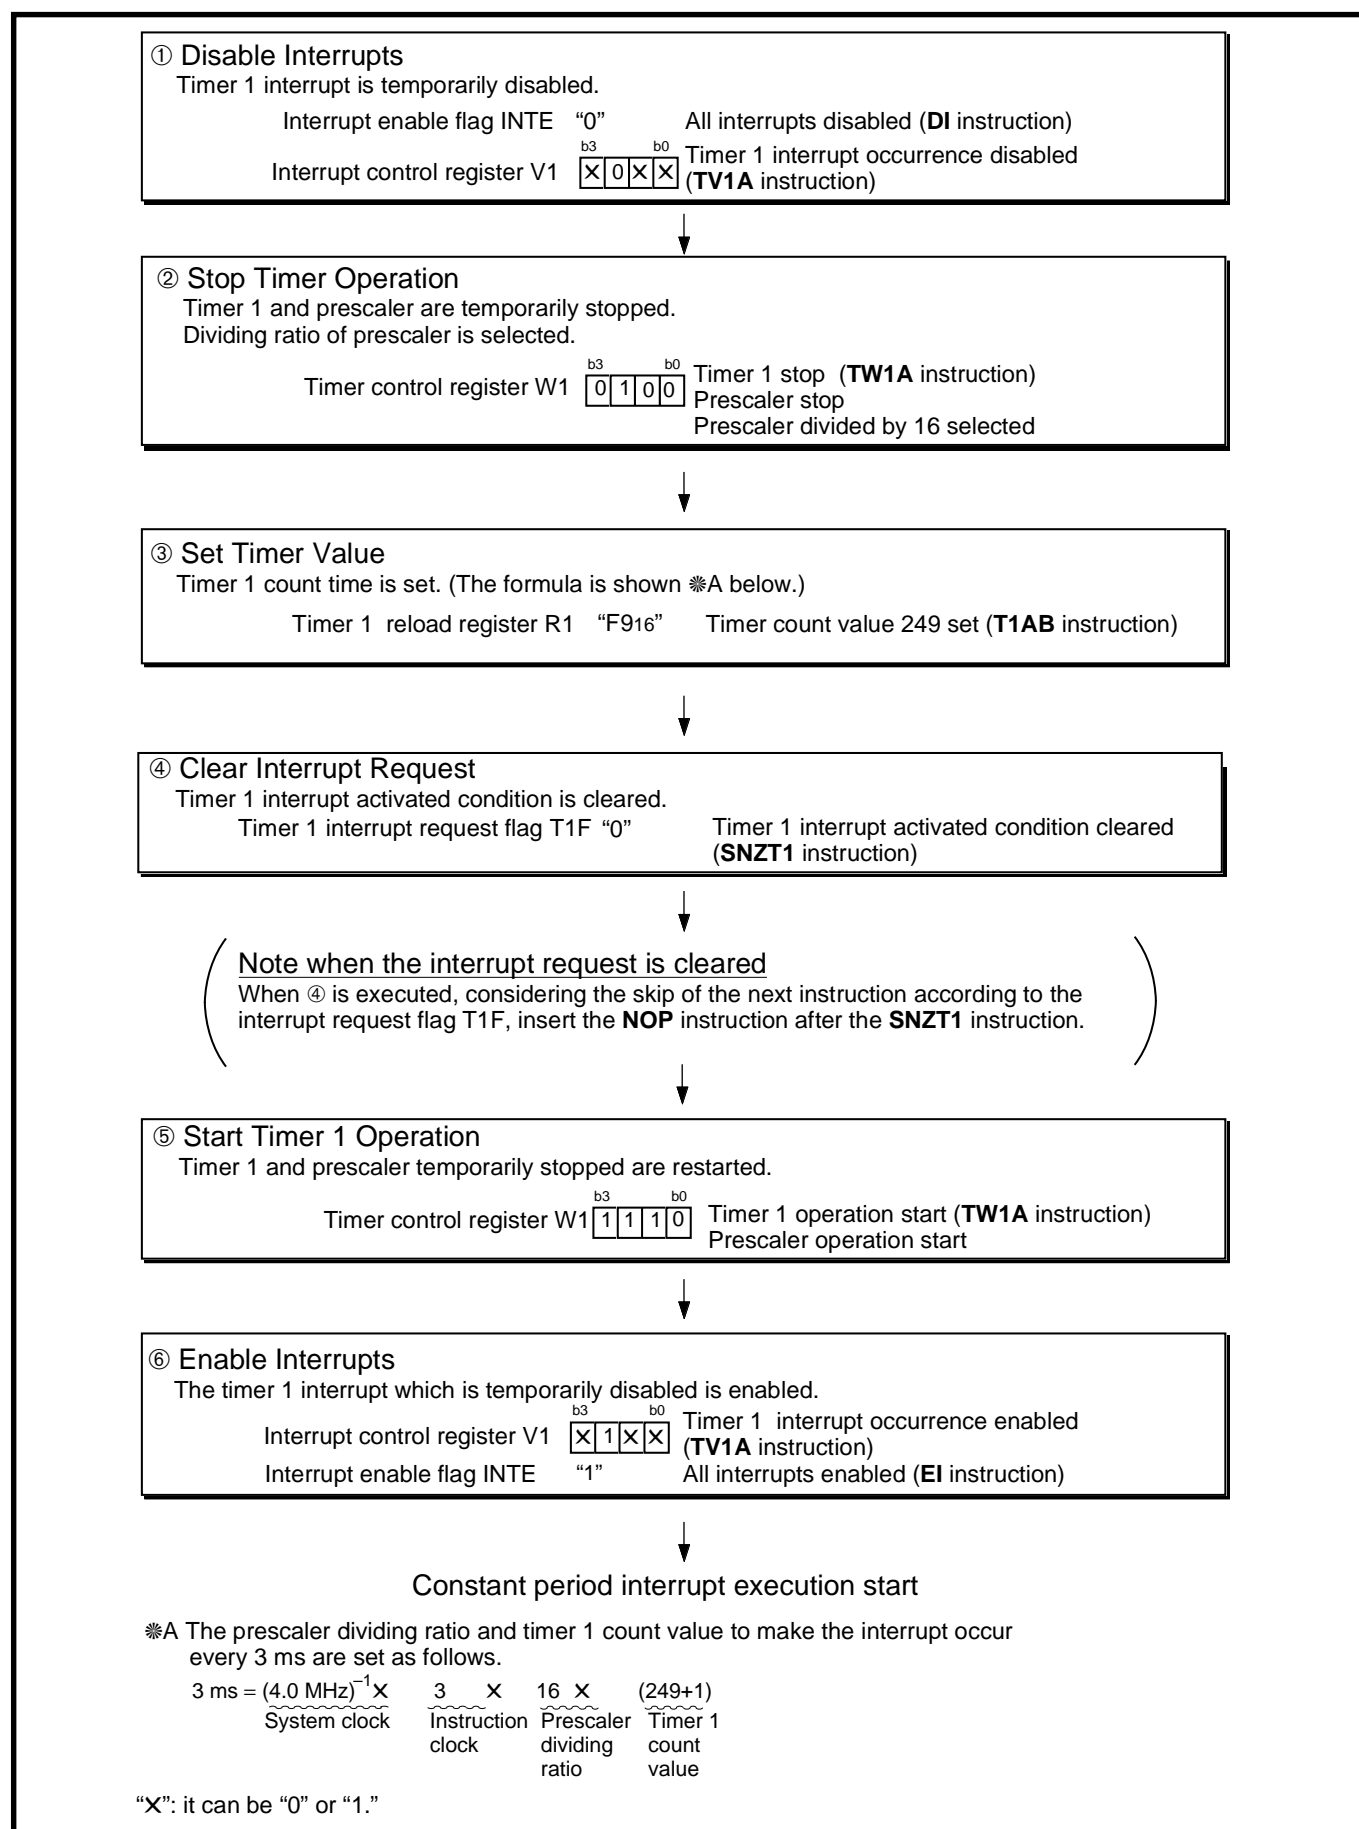 ① Disable Interrupts
Timer 1 interrupt is temporarily disabled.
Interrupt enable flag INTE “0” All interrupts disabled (DI instruction)
b3 b0
Interrupt control register V1 ✕ 0 ✕ ✕ Timer 1 interrupt occurrence disabled
(TV1A instruction)
② Stop Timer Operation
Timer 1 and prescaler are temporarily stopped.
Dividing ratio of prescaler is selected.
b3 b0
Timer control register W1 0 1 0 0 Timer 1 stop (TW1A instruction)
Prescaler stop
Prescaler divided by 16 selected
③ Set Timer Value
Timer 1 count time is set. (The formula is shown ❊A below.)
Timer 1 reload register R1 “F916” Timer count value 249 set (T1AB instruction)
④ Clear Interrupt Request
Timer 1 interrupt activated condition is cleared.
Timer 1 interrupt request flag T1F “0” Timer 1 interrupt activated condition cleared
(SNZT1 instruction)
Note when the interrupt request is cleared
When ④ is executed, considering the skip of the next instruction according to the
interrupt request flag T1F, insert the NOP instruction after the SNZT1 instruction.
⑤ Start Timer 1 Operation
Timer 1 and prescaler temporarily stopped are restarted.
b3 b0
Timer control register W1 1 1 1 0 Timer 1 operation start (TW1A instruction)
Prescaler operation start
⑥ Enable Interrupts
The timer 1 interrupt which is temporarily disabled is enabled.
b3 b0
Interrupt control register V1 ✕ 1 ✕ ✕ Timer 1 interrupt occurrence enabled
(TV1A instruction)
Interrupt enable flag INTE “1” All interrupts enabled (EI instruction)
Constant period interrupt execution start
❊A The prescaler dividing ratio and timer 1 count value to make the interrupt occur
every 3 ms are set as follows.
3 ms = (4.0 MHz)–1 ✕ 3 ✕ 16 ✕ (249+1)
System clock Instruction Prescaler Timer 1
clock dividing count
ratio value
“✕”: it can be “0” or “1.”